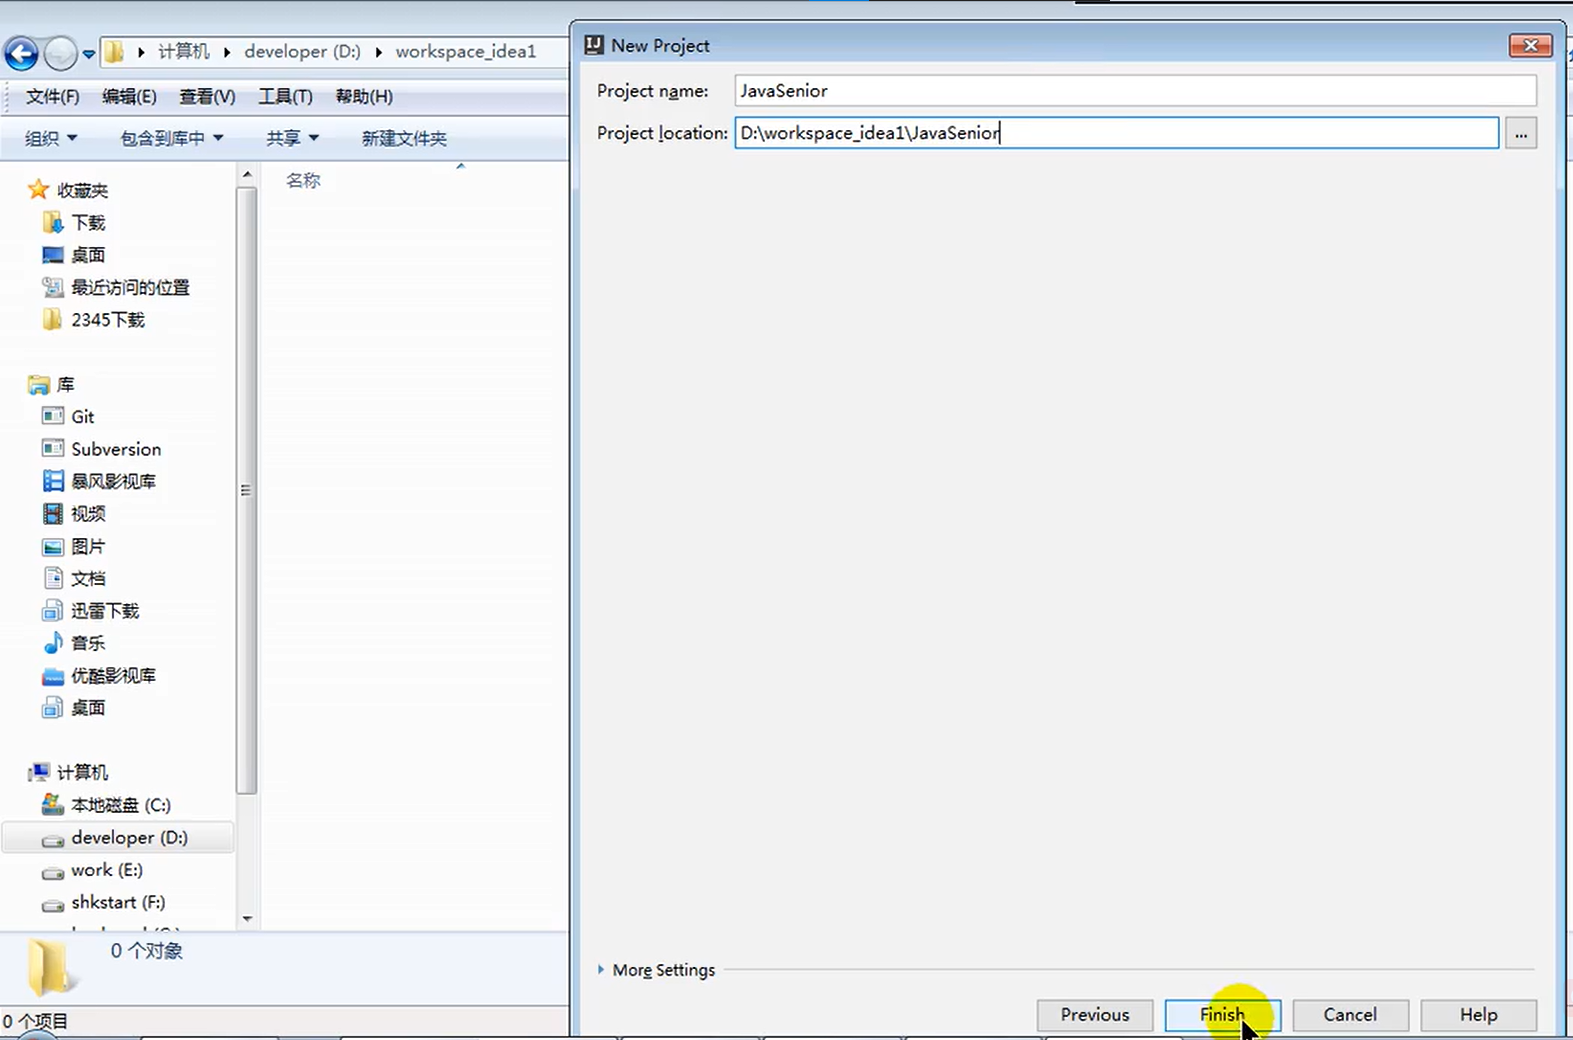 计算机 developer (D:) workspace_idea1
文件(F) 编辑(E) 查看(V) 工具(T) 帮助(H)
组织 包含到库中 共享 新建文件夹
名称
收藏夹
下载
桌面
最近访问的位置
2345下载
库
Git
Subversion
暴风影视库
视频
图片
文档
迅雷下载
音乐
优酷影视库
桌面
计算机
本地磁盘 (C:)
developer (D:)
work (E:)
shkstart (F:)
0 个对象
0 个项目
New Project
Project name: JavaSenior
Project location: D:\workspace_idea1\JavaSenior
...
More Settings
Previous Finish Cancel Help